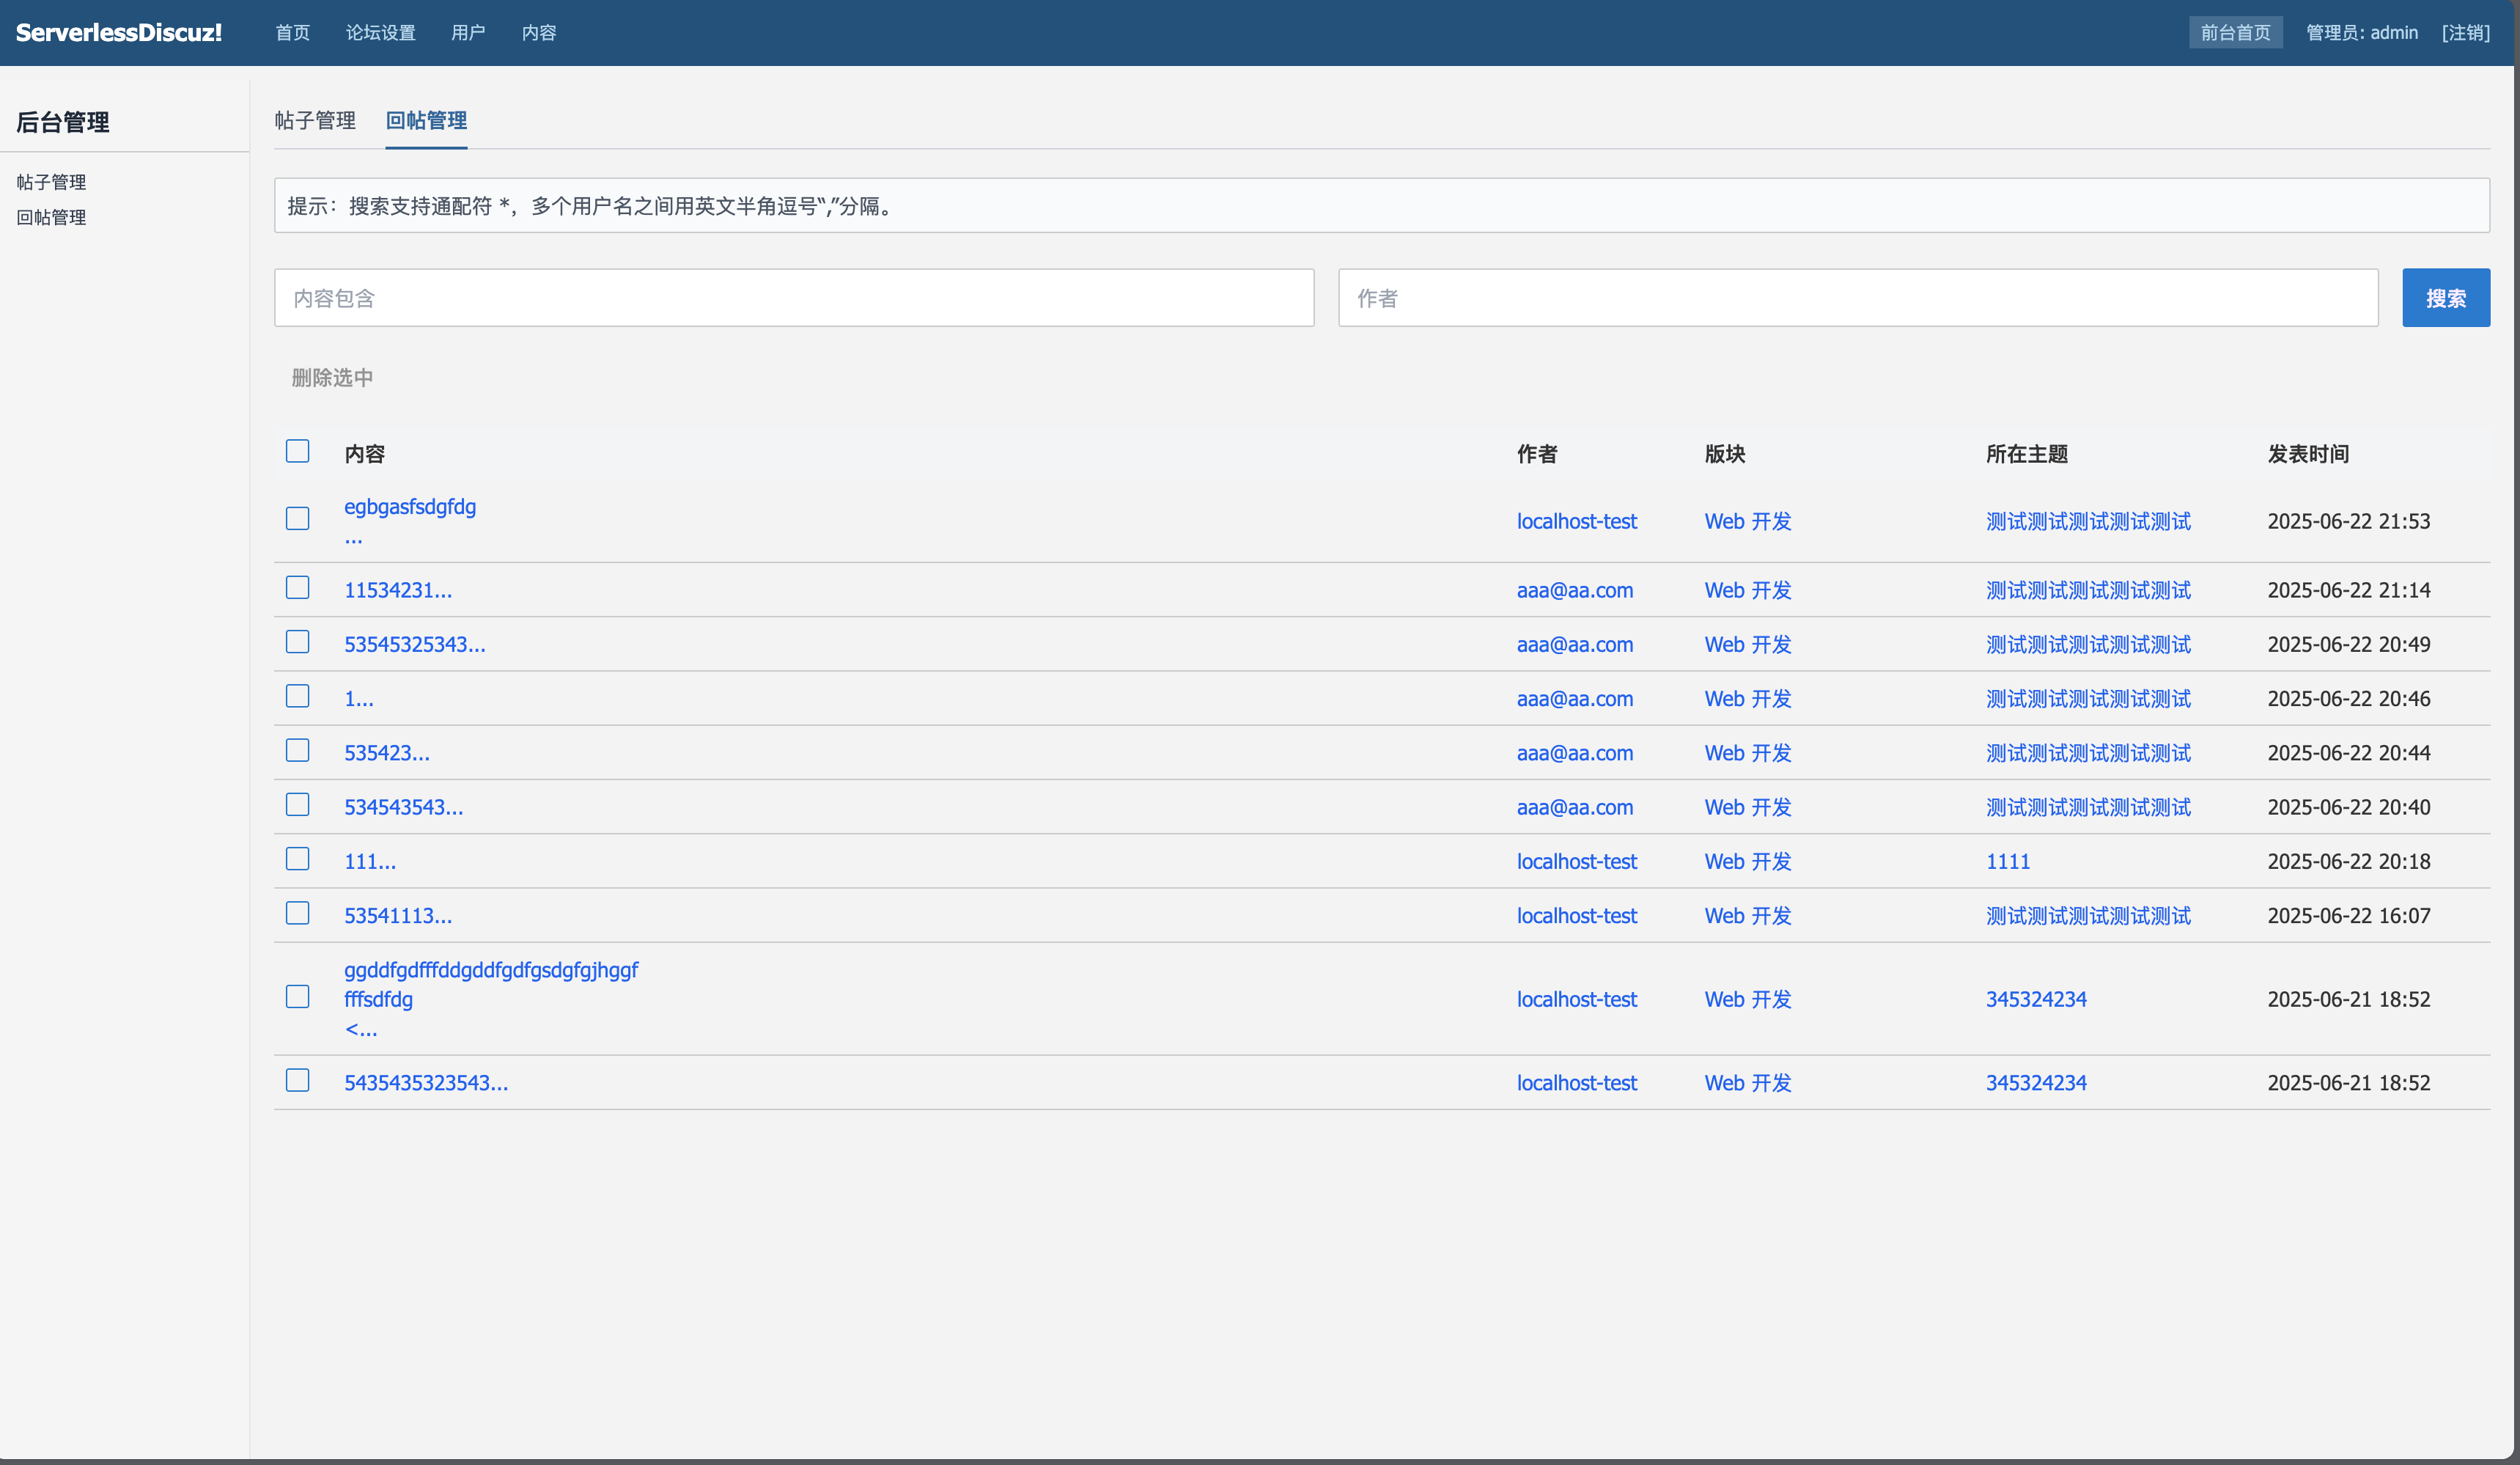 ServerlessDiscuz! 首页 论坛设置 用户 内容 前台首页 管理员: admin [注销]
后台管理
帖子管理
回帖管理
帖子管理 回帖管理
提示：搜索支持通配符 *，多个用户名之间用英文半角逗号“,”分隔。
内容包含 作者 搜索
删除选中
内容 作者 版块 所在主题 发表时间
egbgasfsdgfdg
... localhost-test Web 开发 测试测试测试测试测试 2025-06-22 21:53
11534231... aaa@aa.com Web 开发 测试测试测试测试测试 2025-06-22 21:14
53545325343... aaa@aa.com Web 开发 测试测试测试测试测试 2025-06-22 20:49
1... aaa@aa.com Web 开发 测试测试测试测试测试 2025-06-22 20:46
535423... aaa@aa.com Web 开发 测试测试测试测试测试 2025-06-22 20:44
534543543... aaa@aa.com Web 开发 测试测试测试测试测试 2025-06-22 20:40
111... localhost-test Web 开发 1111 2025-06-22 20:18
53541113... localhost-test Web 开发 测试测试测试测试测试 2025-06-22 16:07
ggddfgdfffddgddfgdfgsdgfgjhggf
fffsdfdg localhost-test Web 开发 345324234 2025-06-21 18:52
<...
5435435323543... localhost-test Web 开发 345324234 2025-06-21 18:52